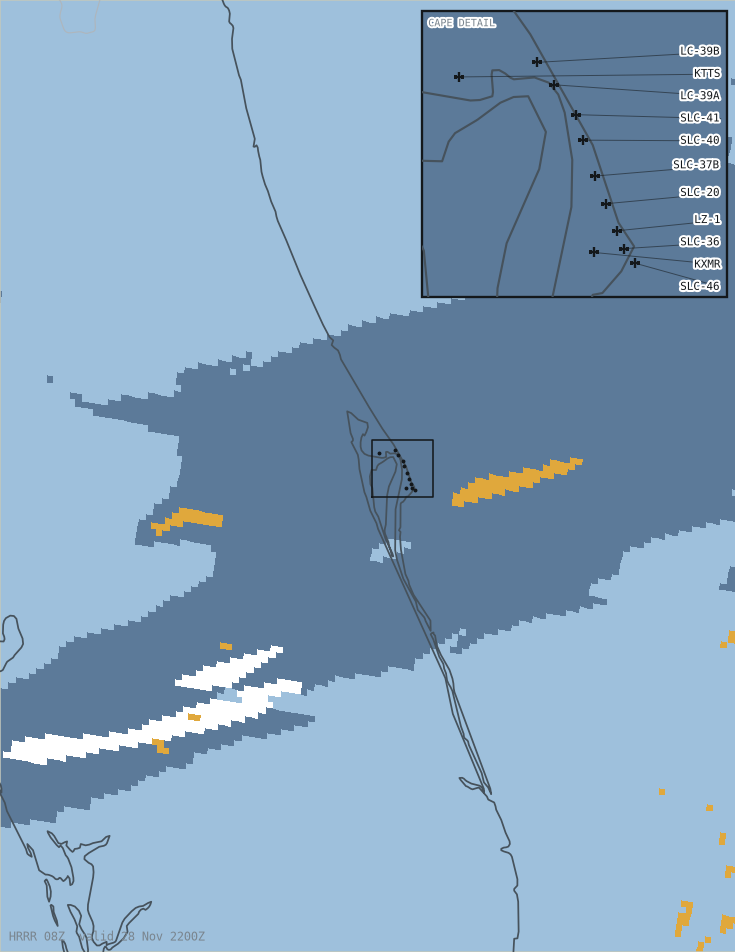 CAPE DETAIL
LC-39B
KTTS
LC-39A
SLC-41
SLC-40
SLC-37B
SLC-20
LZ-1
SLC-36
KXMR
SLC-46
HRRR 08Z valid 28 Nov 2200Z